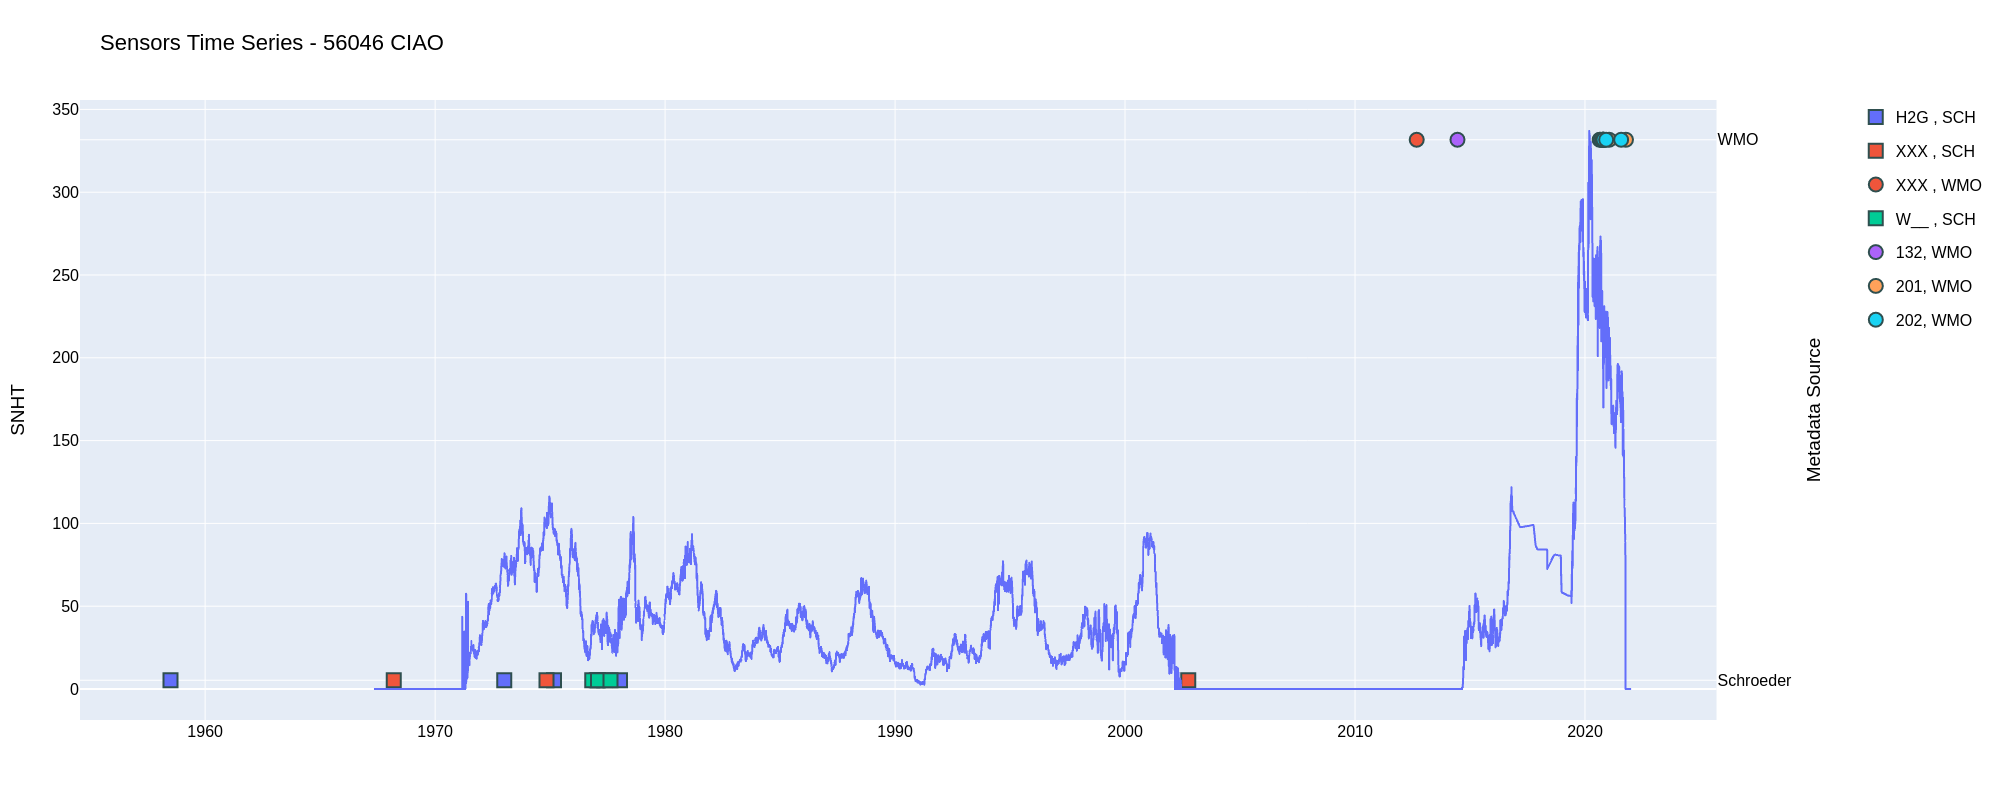 Sensors Time Series - 56046 CIAO
SNHT
350
300
250
200
150
100
50
0
1960
1970
1980
1990
2000
2010
2020
WMO
Schroeder
Metadata Source
H2G , SCH
XXX , SCH
XXX , WMO
W__ , SCH
132, WMO
201, WMO
202, WMO